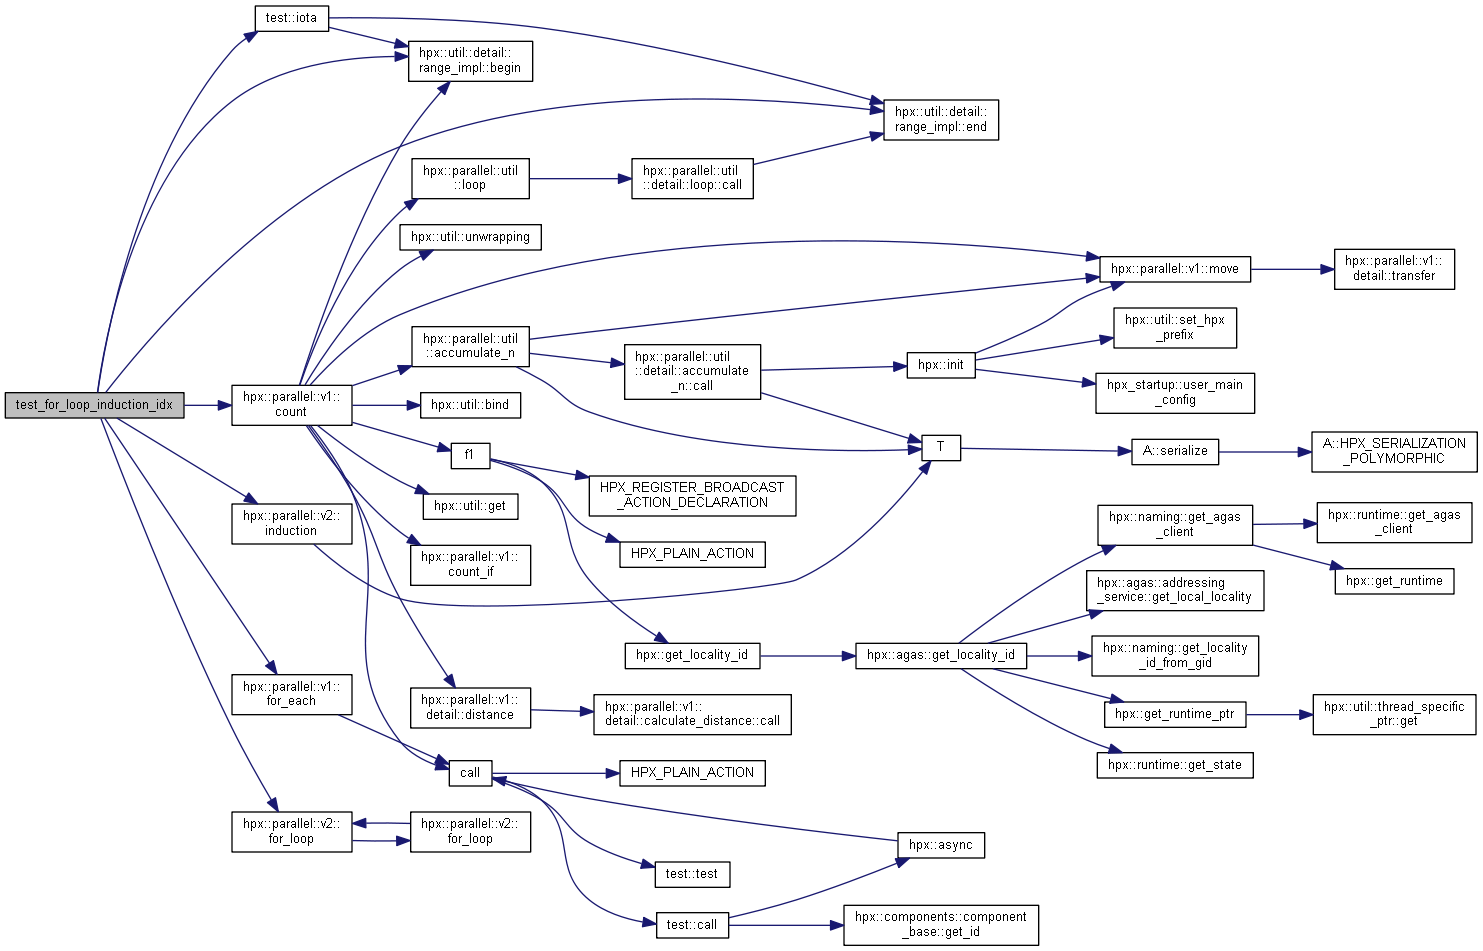 test::iota
hpx::util::detail::
range_impl::begin
hpx::util::detail::
range_impl::end
hpx::parallel::util
::loop
hpx::parallel::util
::detail::loop::call
hpx::util::unwrapping
hpx::parallel::v1::move
hpx::parallel::v1::
detail::transfer
hpx::parallel::util
::accumulate_n
hpx::parallel::util
::detail::accumulate
_n::call
hpx::init
hpx::util::set_hpx
_prefix
hpx_startup::user_main
_config
test_for_loop_induction_idx
hpx::parallel::v1::
count
hpx::util::bind
f1
T
A::serialize
A::HPX_SERIALIZATION
_POLYMORPHIC
HPX_REGISTER_BROADCAST
_ACTION_DECLARATION
hpx::util::get
hpx::parallel::v2::
induction
hpx::parallel::v1::
count_if
HPX_PLAIN_ACTION
hpx::naming::get_agas
_client
hpx::runtime::get_agas
_client
hpx::get_runtime
hpx::agas::addressing
_service::get_local_locality
hpx::get_locality_id
hpx::agas::get_locality_id
hpx::naming::get_locality
_id_from_gid
hpx::parallel::v1::
for_each
hpx::parallel::v1::
detail::distance
hpx::parallel::v1::
detail::calculate_distance::call
hpx::get_runtime_ptr
hpx::util::thread_specific
_ptr::get
hpx::runtime::get_state
call
HPX_PLAIN_ACTION
hpx::parallel::v2::
for_loop
hpx::parallel::v2::
for_loop
hpx::async
test::test
test::call
hpx::components::component
_base::get_id